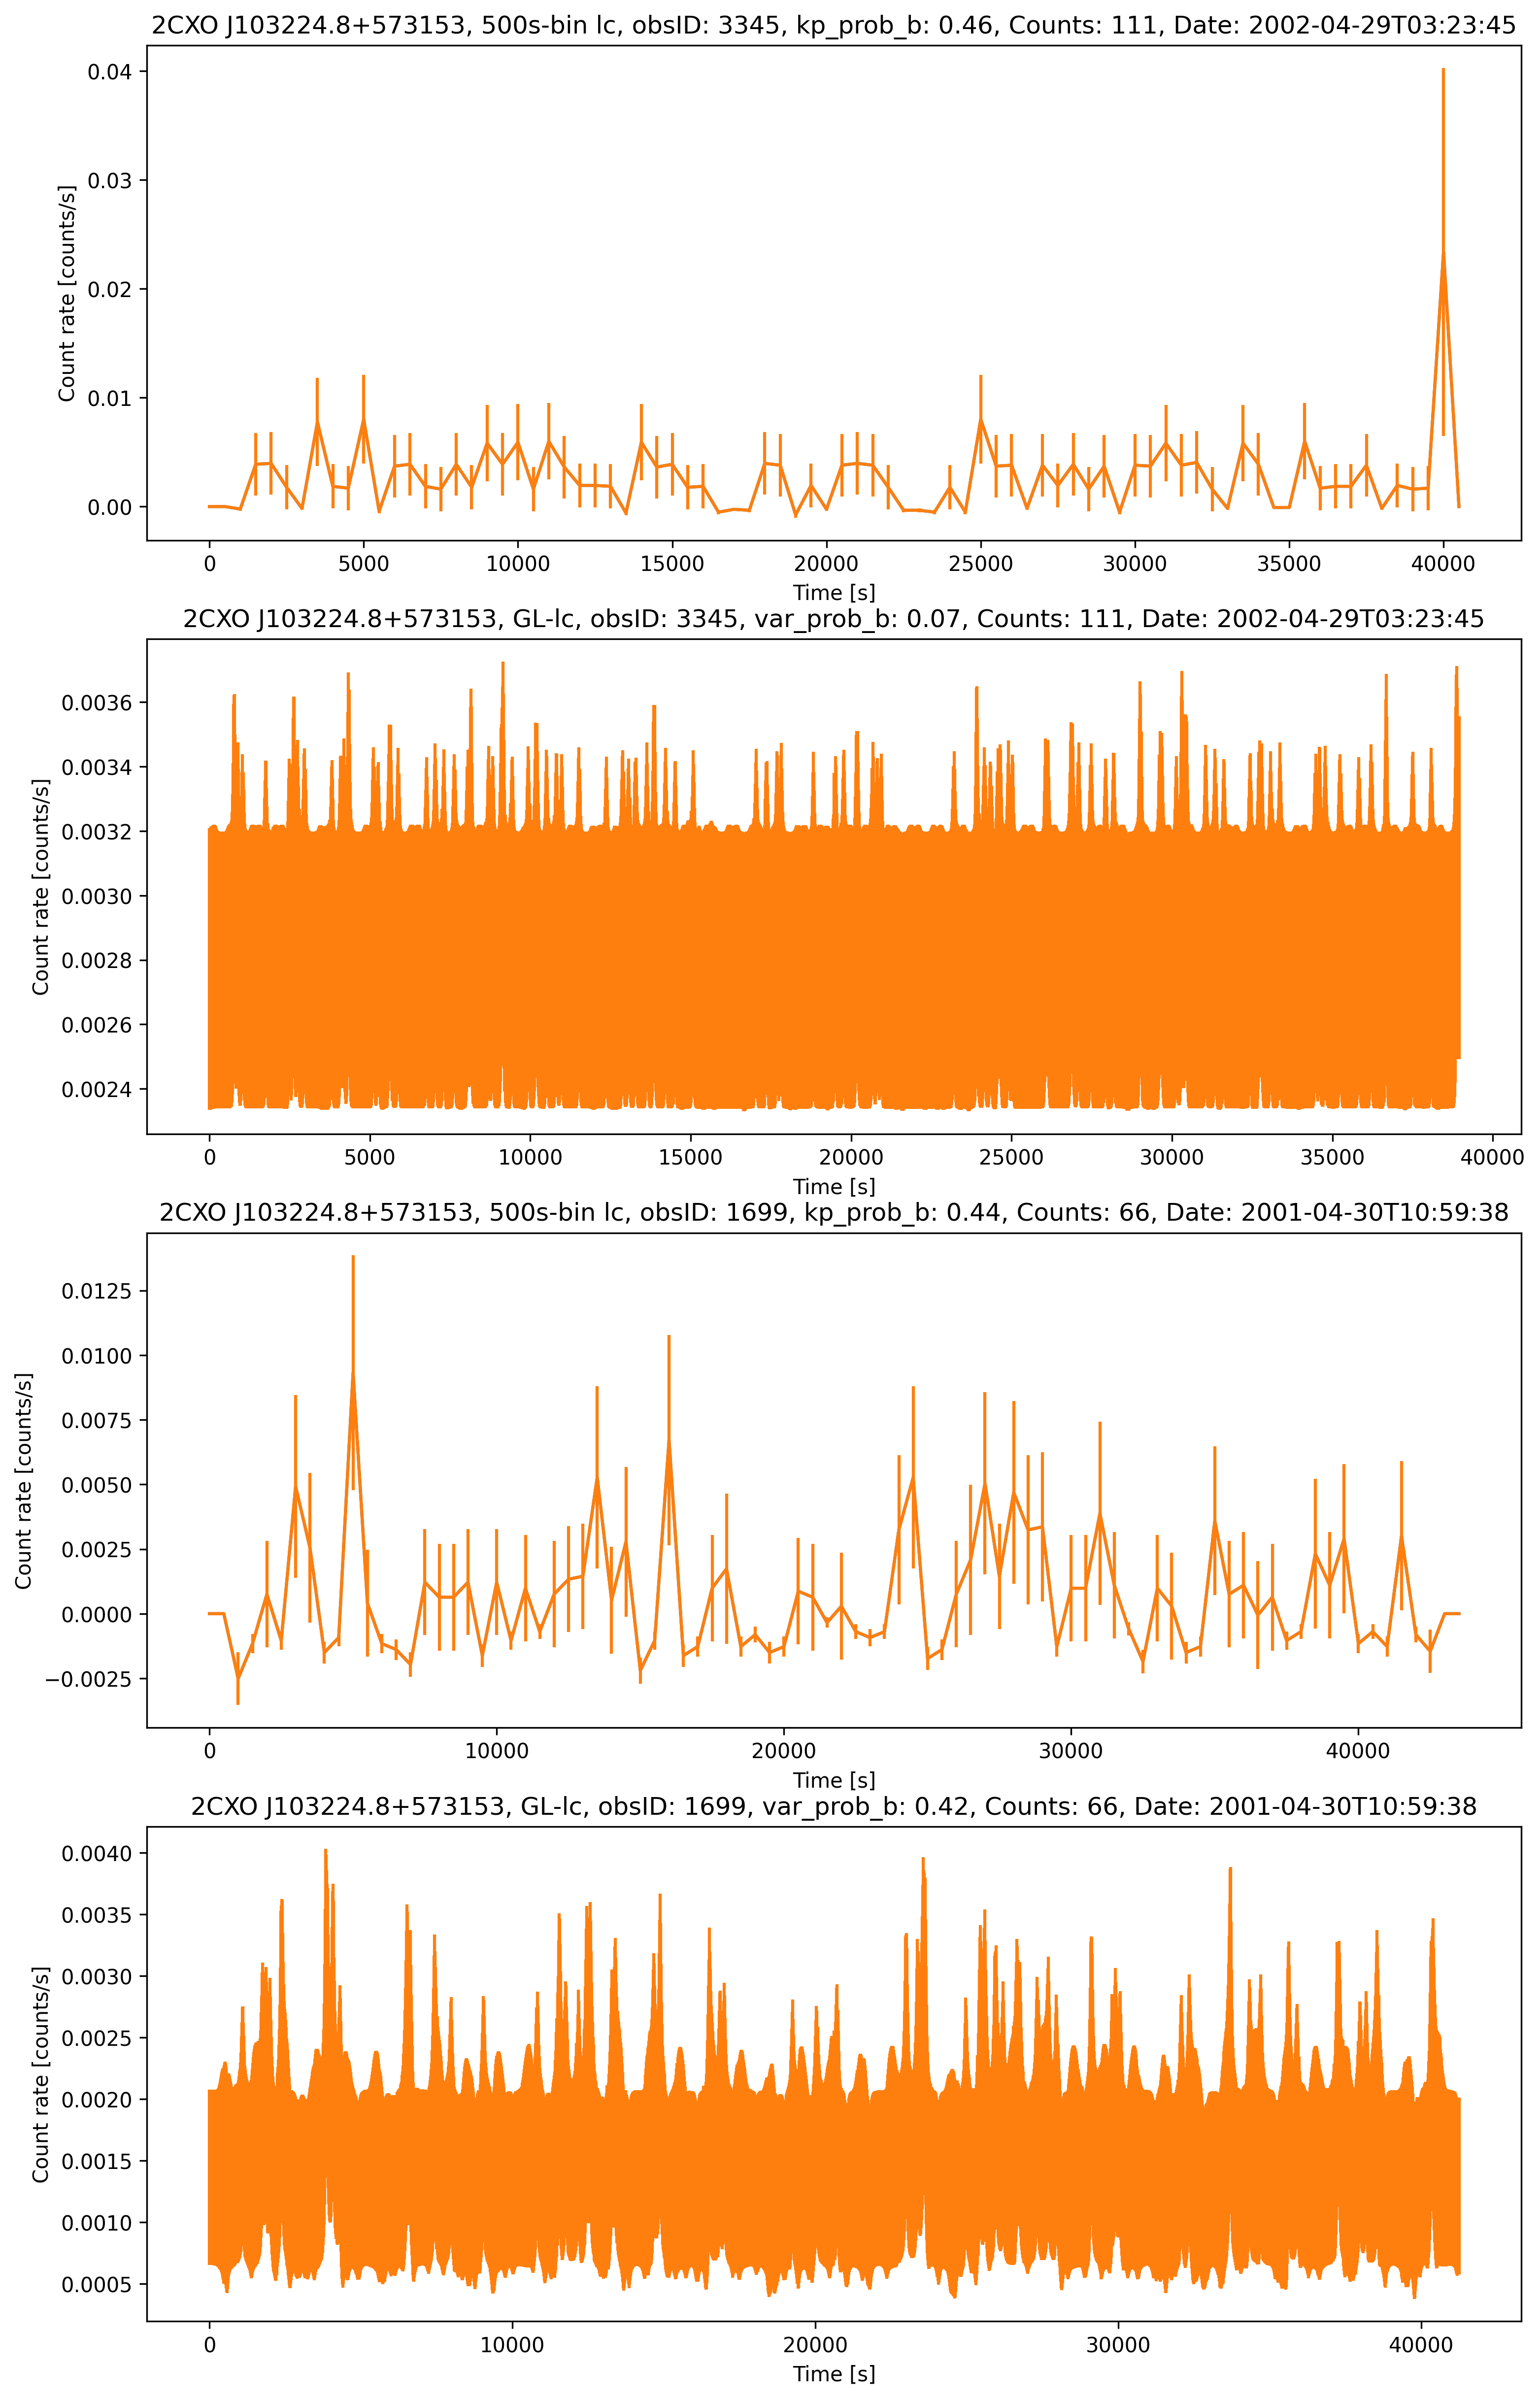 2CXO J103224.8+573153, 500s-bin lc, obsID: 3345, kp_prob_b: 0.46, Counts: 111, Date: 2002-04-29T03:23:45
0.04
0.03
0.02
0.01
0.00
Count rate [counts/s]
0 5000 10000 15000 20000 25000 30000 35000 40000
Time [s]
2CXO J103224.8+573153, GL-lc, obsID: 3345, var_prob_b: 0.07, Counts: 111, Date: 2002-04-29T03:23:45
0.0036
0.0034
0.0032
0.0030
0.0028
0.0026
0.0024
Count rate [counts/s]
0 5000 10000 15000 20000 25000 30000 35000 40000
Time [s]
2CXO J103224.8+573153, 500s-bin lc, obsID: 1699, kp_prob_b: 0.44, Counts: 66, Date: 2001-04-30T10:59:38
0.0125
0.0100
0.0075
0.0050
0.0025
0.0000
−0.0025
Count rate [counts/s]
0 10000 20000 30000 40000
Time [s]
2CXO J103224.8+573153, GL-lc, obsID: 1699, var_prob_b: 0.42, Counts: 66, Date: 2001-04-30T10:59:38
0.0040
0.0035
0.0030
0.0025
0.0020
0.0015
0.0010
0.0005
Count rate [counts/s]
0 10000 20000 30000 40000
Time [s]